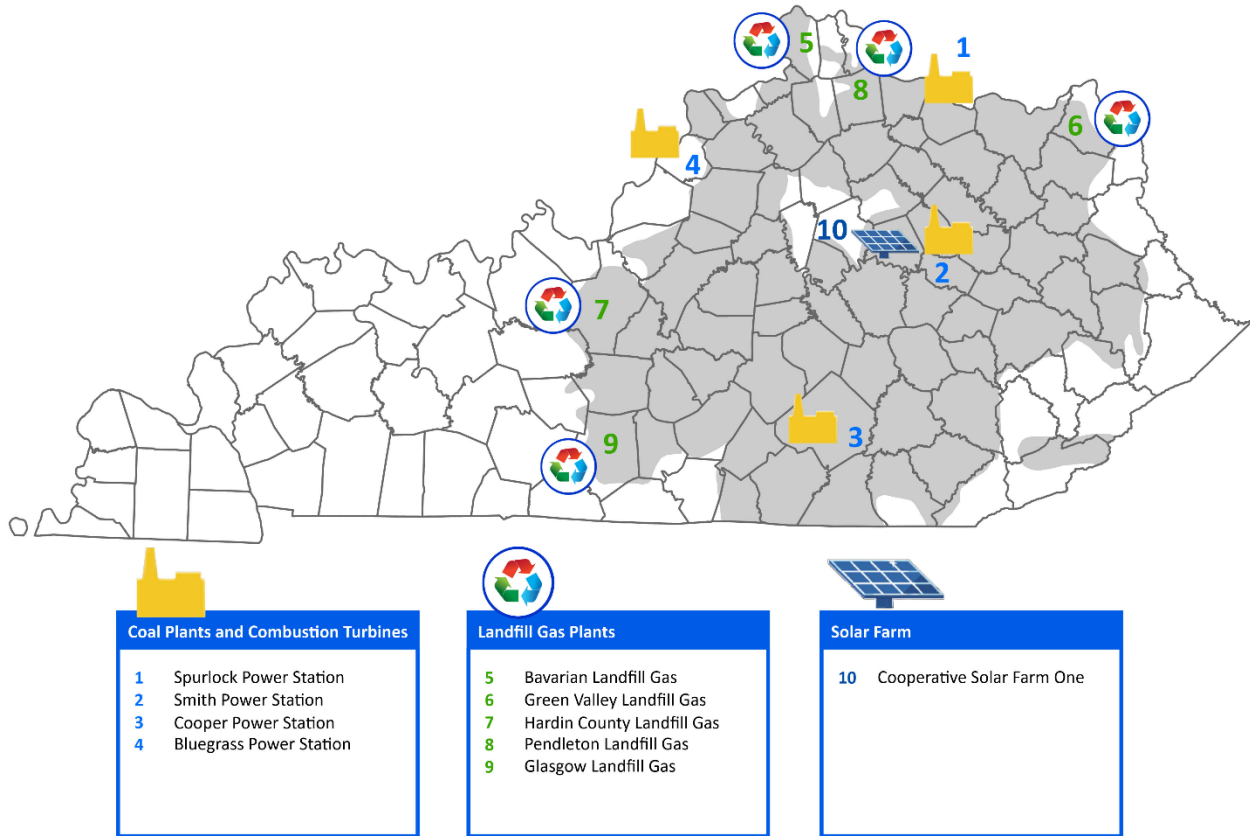 5
1
8
6
4
10
2
7
3
9
Coal Plants and Combustion Turbines
1 Spurlock Power Station
2 Smith Power Station
3 Cooper Power Station
4 Bluegrass Power Station
Landfill Gas Plants
5 Bavarian Landfill Gas
6 Green Valley Landfill Gas
7 Hardin County Landfill Gas
8 Pendleton Landfill Gas
9 Glasgow Landfill Gas
Solar Farm
10 Cooperative Solar Farm One